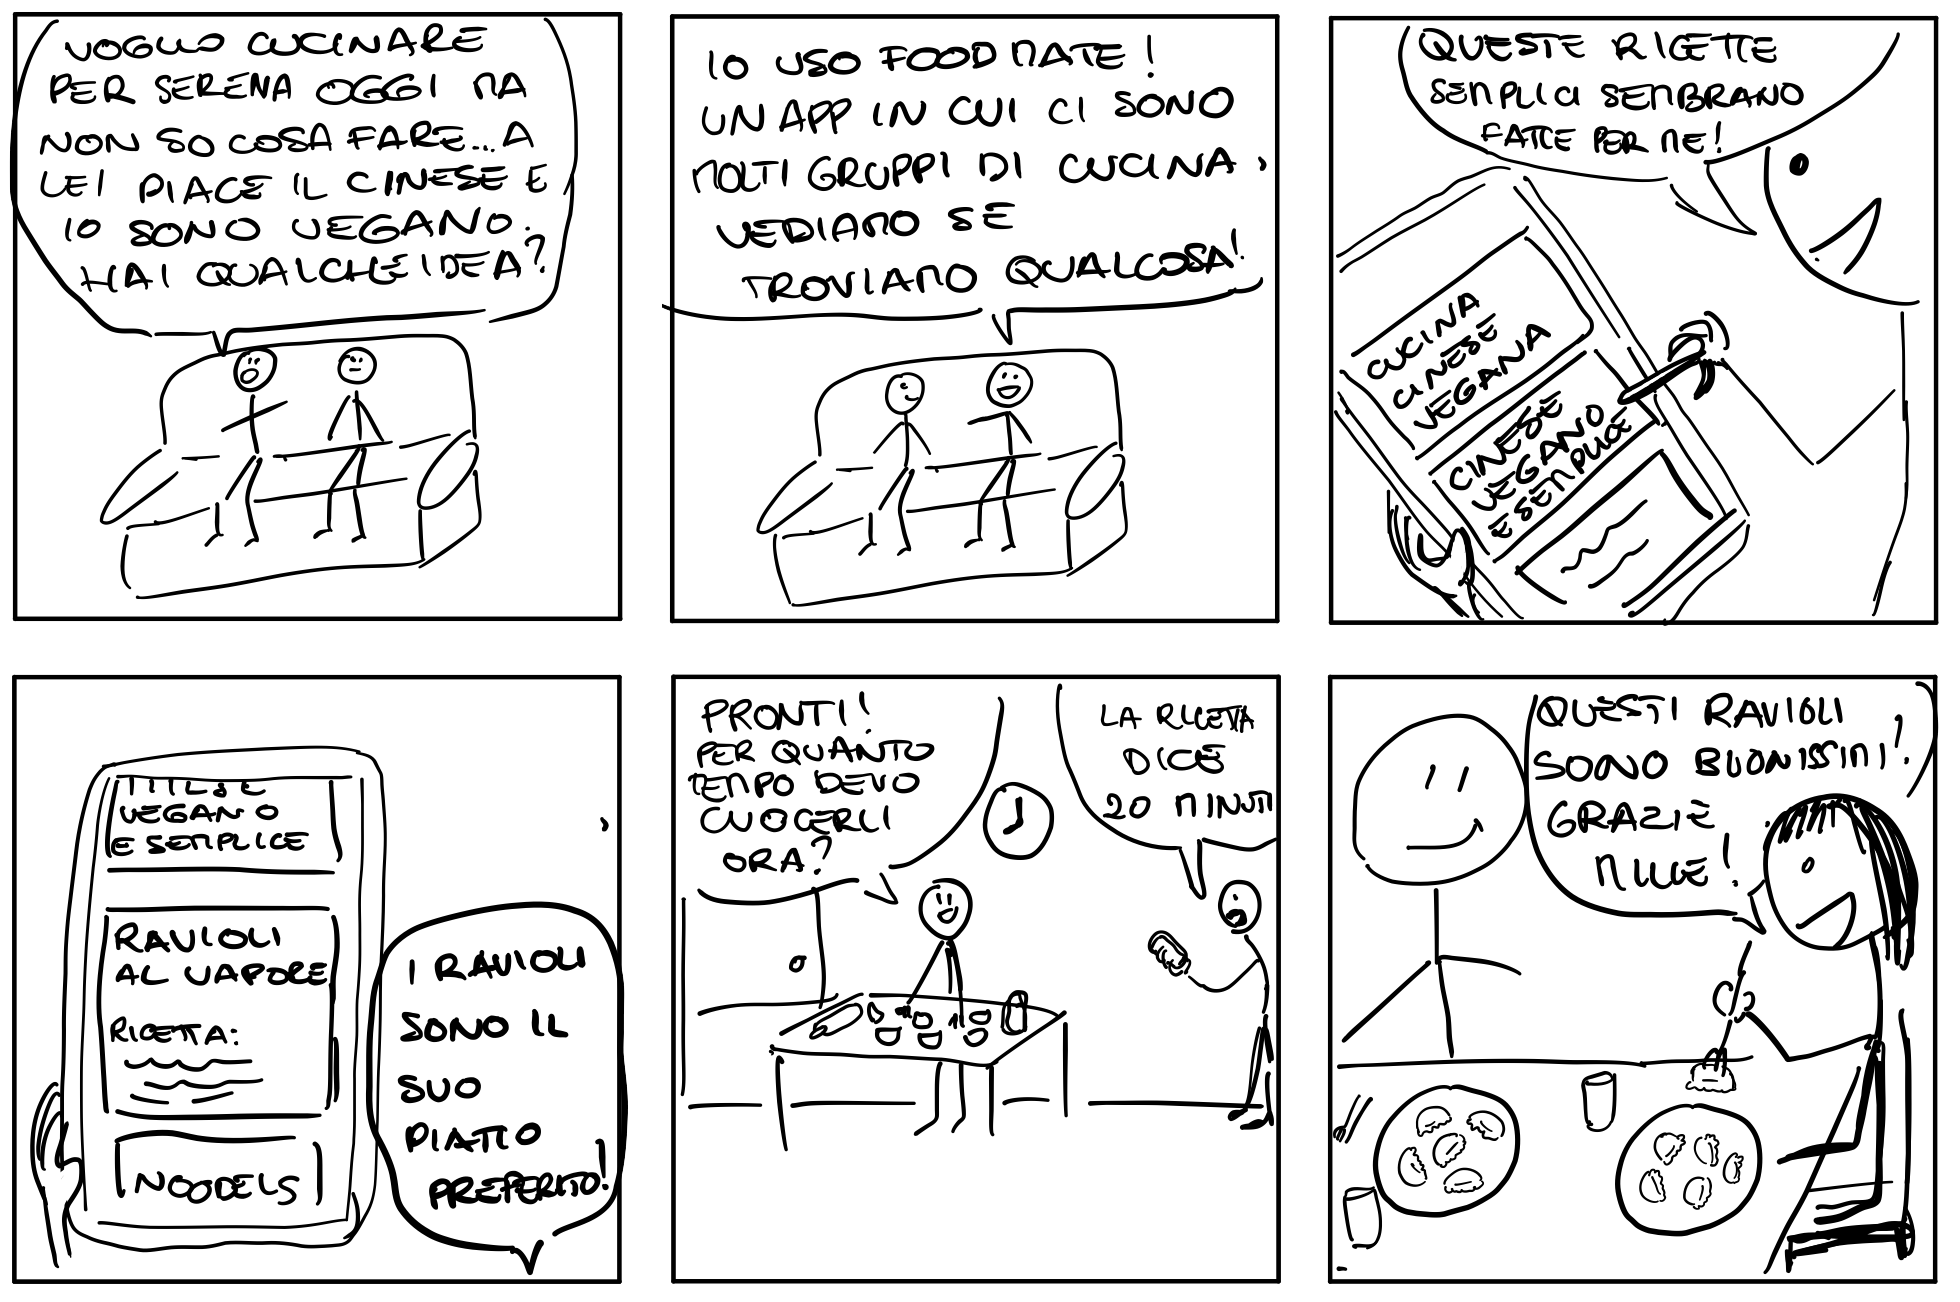 VOGLIO CUCINARE
PER SERENA OGGI MA
NON SO COSA FARE... A
LEI PIACE IL CINESE E
IO SONO VEGANO.
HAI QUALCHE IDEA?
IO USO FOODMATE!
UN APP IN CUI CI SONO
MOLTI GRUPPI DI CUCINA,
VEDIAMO SE
TROVIAMO QUALCOSA!
QUESTE RICETTE
SEMPLICI SEMBRANO
FATTE PER ME!
CUCINA
CINESE
VEGANA
CINESE
VEGANO
E SEMPLICE
VEGANO
E SEMPLICE
RAVIOLI
AL VAPORE
RICETTA:
NOODELS
I RAVIOLI
SONO IL
SUO
PIATTO
PREFERITO!
PRONTI!
PER QUANTO
TEMPO DEVO
CUOCERLI
ORA?
LA RICETTA
DICE
20 MINUTI
QUESTI RAVIOLI
SONO BUONISSIMI!
GRAZIE
MILLE!